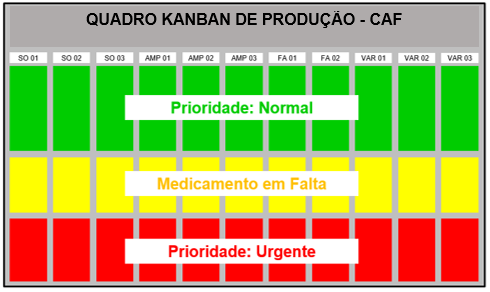 QUADRO KANBAN DE PRODUÇÃO - CAF
SO 01 SO 02 SO 03 AMP 01 AMP 02 AMP 03 FA 01 FA 02 VAR 01 VAR 02 VAR 03
Prioridade: Normal
Medicamento em Falta
Prioridade: Urgente